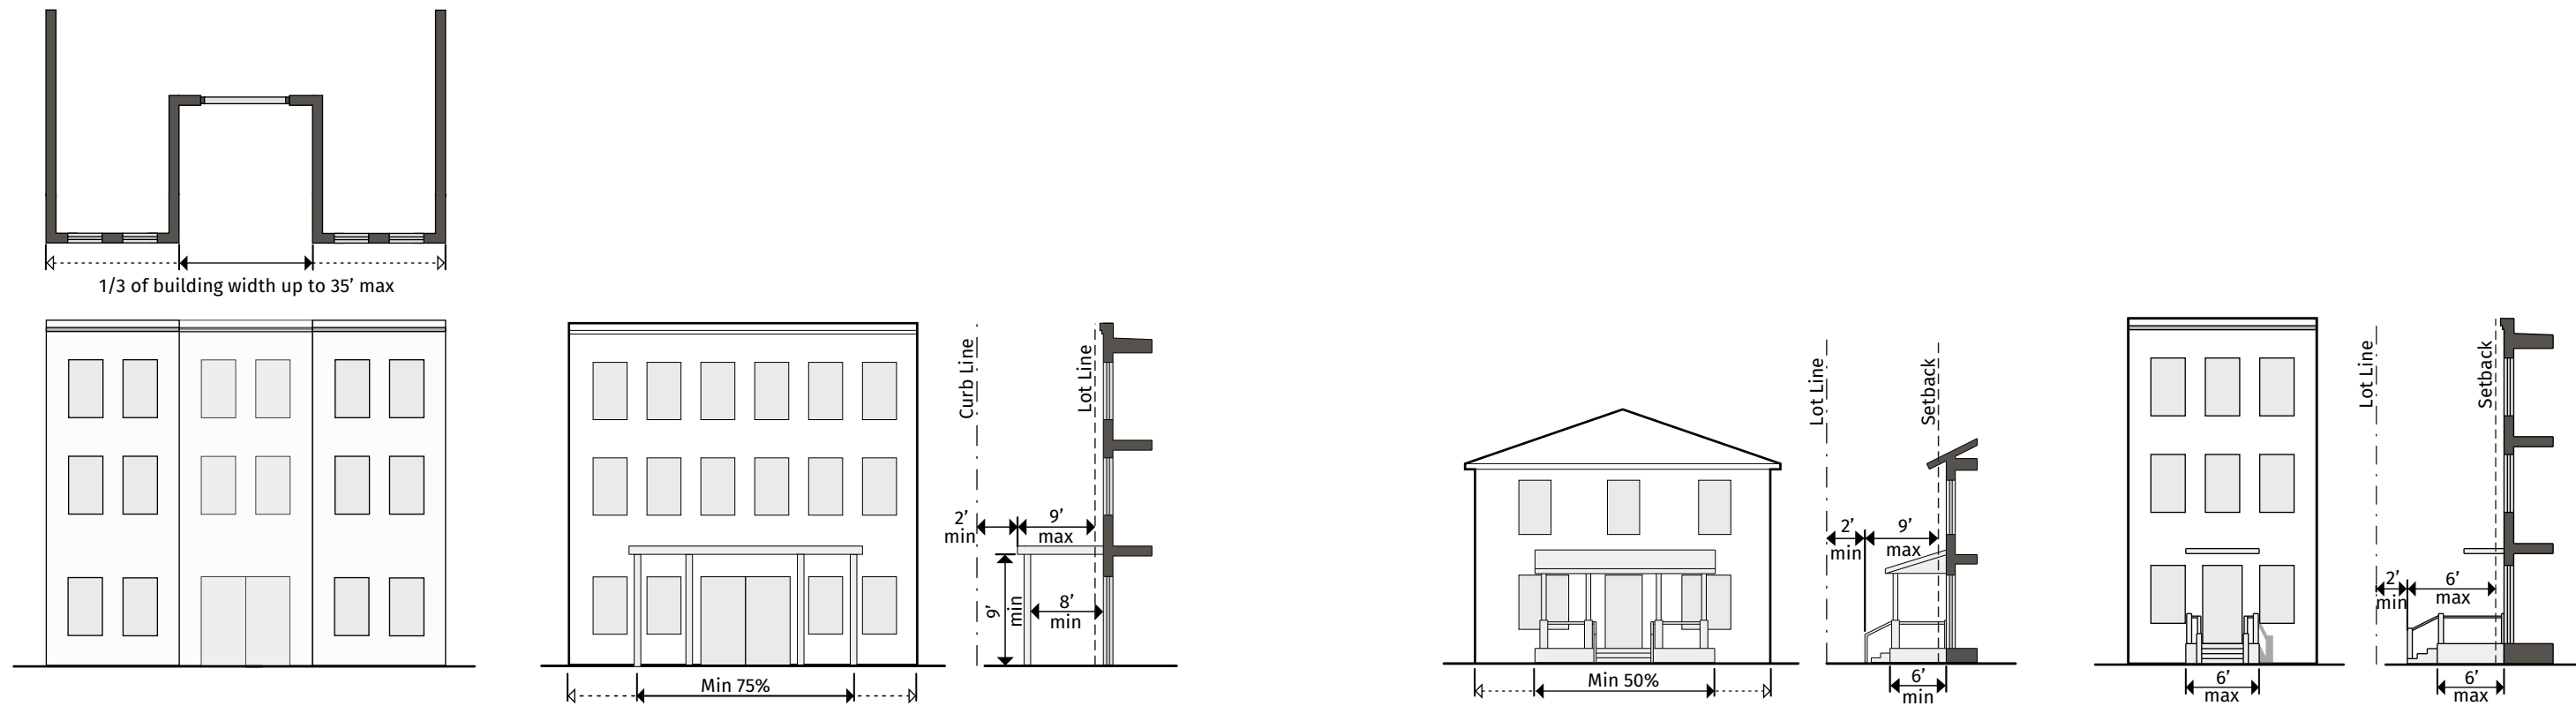 1/3 of building width up to 35’ max
Curb Line
Lot Line
2’
min
9’
max
9’
min
8’
min
Min 75%
Lot Line
Setback
2’
min
9’
max
Min 50%
6’
min
Lot Line
Setback
2’
min
6’
max
6’
max
6’
max